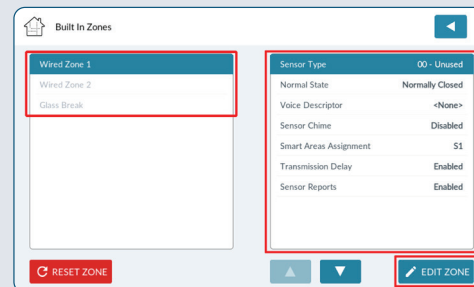 Built In Zones
Wired Zone 1
Wired Zone 2
Glass Break
Sensor Type 00 - Unused
Normal State Normally Closed
Voice Descriptor <None>
Sensor Chime Disabled
Smart Areas Assignment S1
Transmission Delay Enabled
Sensor Reports Enabled
RESET ZONE
EDIT ZONE